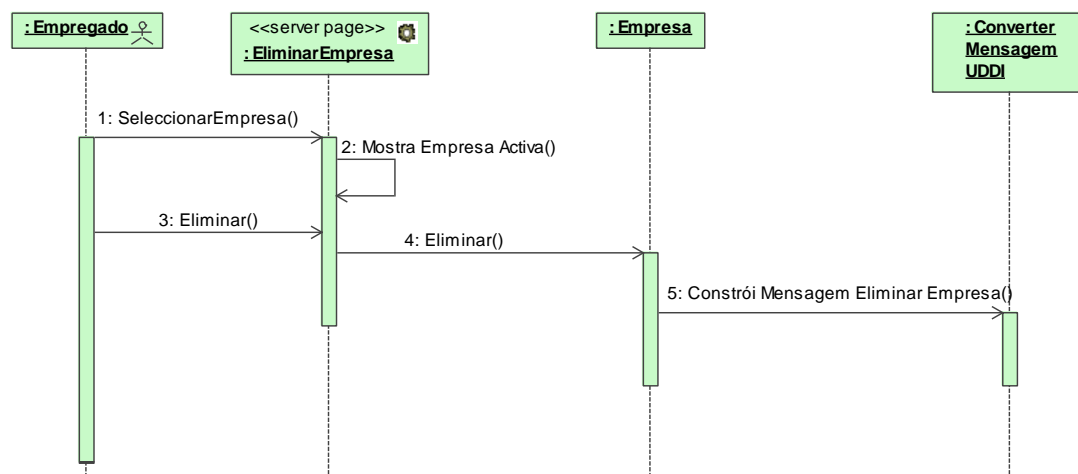 : Empregado
<<server page>>
: EliminarEmpresa
: Empresa
: Converter
Mensagem
UDDI
1: SeleccionarEmpresa()
2: Mostra Empresa Activa()
3: Eliminar()
4: Eliminar()
5: Constrói Mensagem Eliminar Empresa()